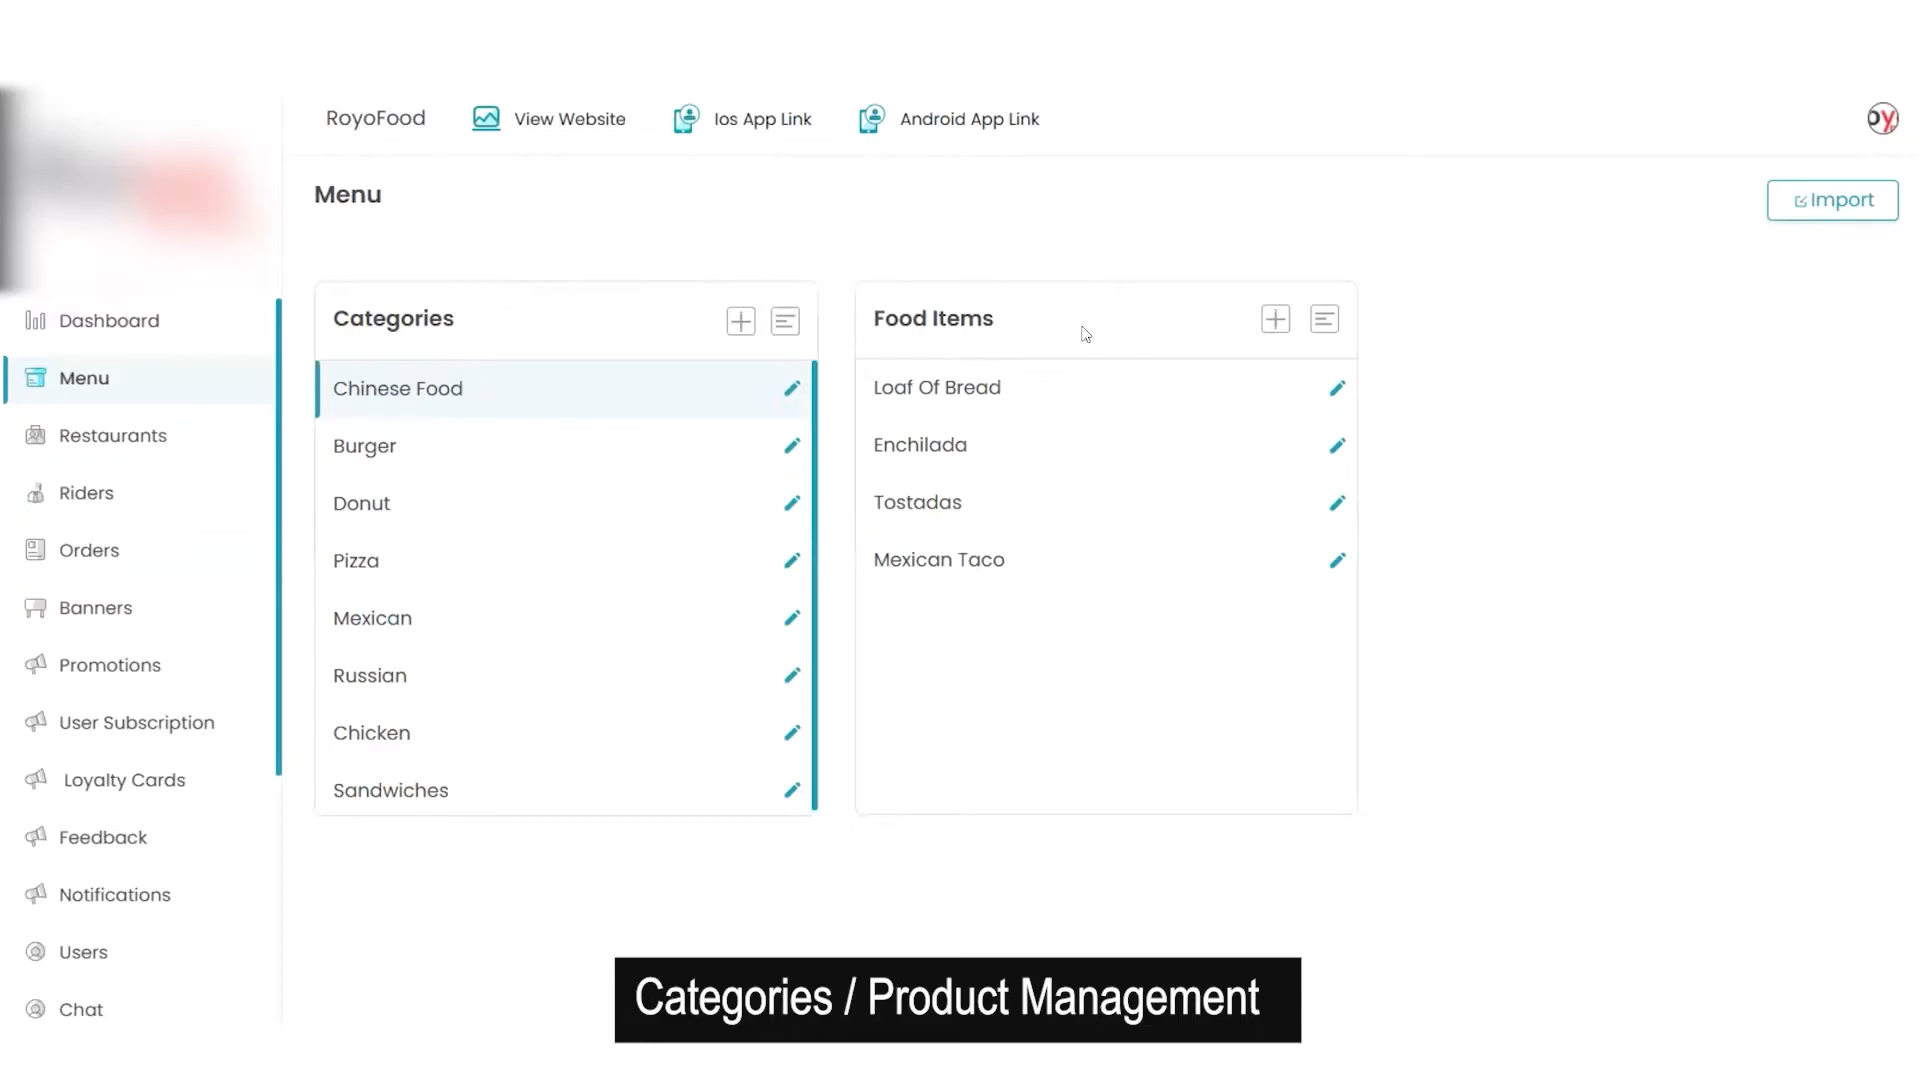 RoyoFood
View Website
Ios App Link
Android App Link
oy
Menu
Import
Dashboard
Menu
Restaurants
Riders
Orders
Banners
Promotions
User Subscription
Loyalty Cards
Feedback
Notifications
Users
Chat
Categories
Chinese Food
Burger
Donut
Pizza
Mexican
Russian
Chicken
Sandwiches
Food Items
Loaf Of Bread
Enchilada
Tostadas
Mexican Taco
Categories / Product Management